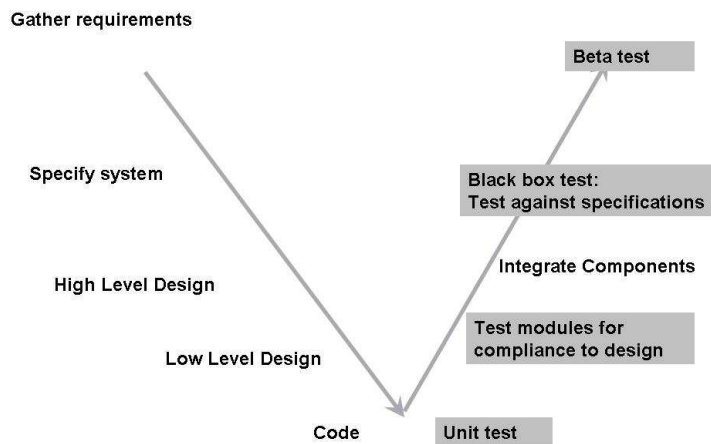 Gather requirements
Beta test
Specify system
Black box test:
Test against specifications
Integrate Components
High Level Design
Test modules for
compliance to design
Low Level Design
Code
Unit test